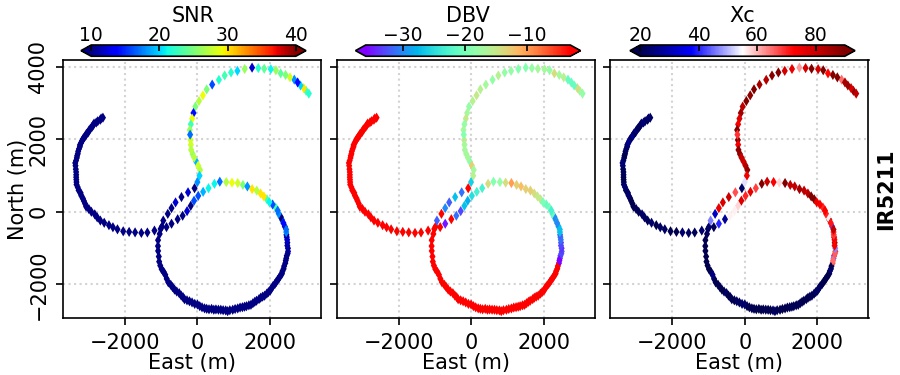 SNR DBV Xc
10 20 30 40 −30 −20 −10 20 40 60 80
4000
2000
0
−2000
North (m)
IR5211
−2000 0 2000 −2000 0 2000 −2000 0 2000
East (m) East (m) East (m)